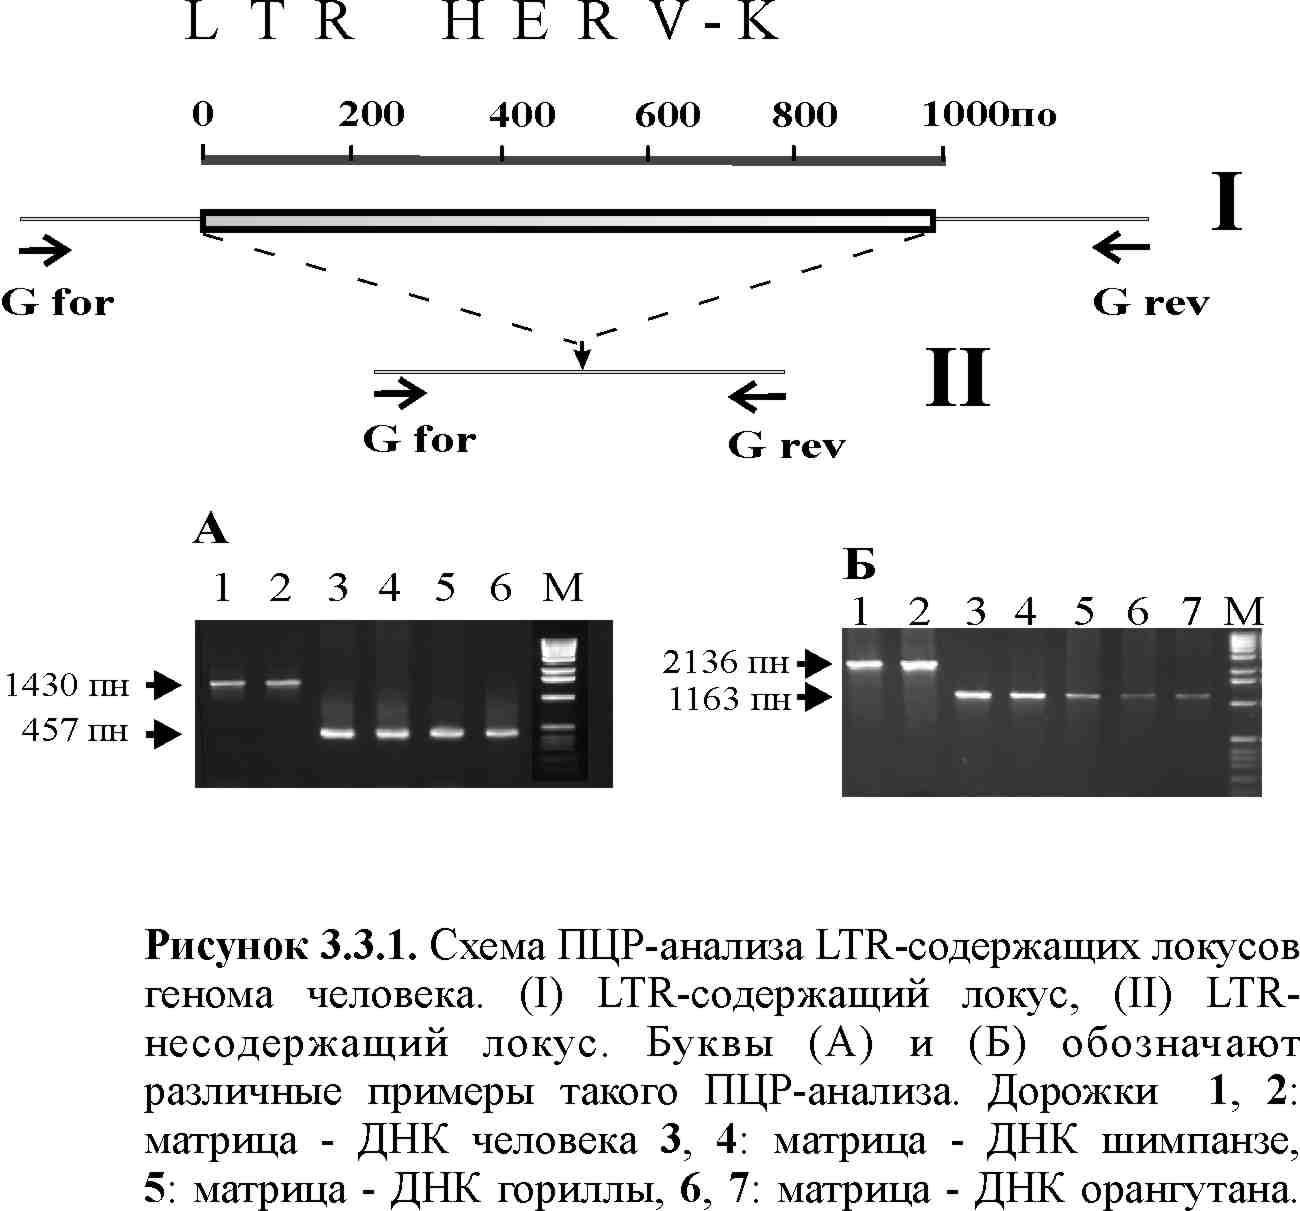 LTR HERV-K
0 200 400 600 800 1000по
I
G for G rev
II
G for G rev
А
1 2 3 4 5 6 М
1430 пн
457 пн
Б
1 2 3 4 5 6 7 М
2136 пн
1163 пн
Рисунок 3.3.1. Схема ПЦР-анализа LTR-содержащих локусов
генома человека. (I) LTR-содержащий локус, (II) LTR-
несодержащий локус. Буквы (А) и (Б) обозначают
различные примеры такого ПЦР-анализа. Дорожки 1, 2:
матрица - ДНК человека 3, 4: матрица - ДНК шимпанзе,
5: матрица - ДНК гориллы, 6, 7: матрица - ДНК орангутана.